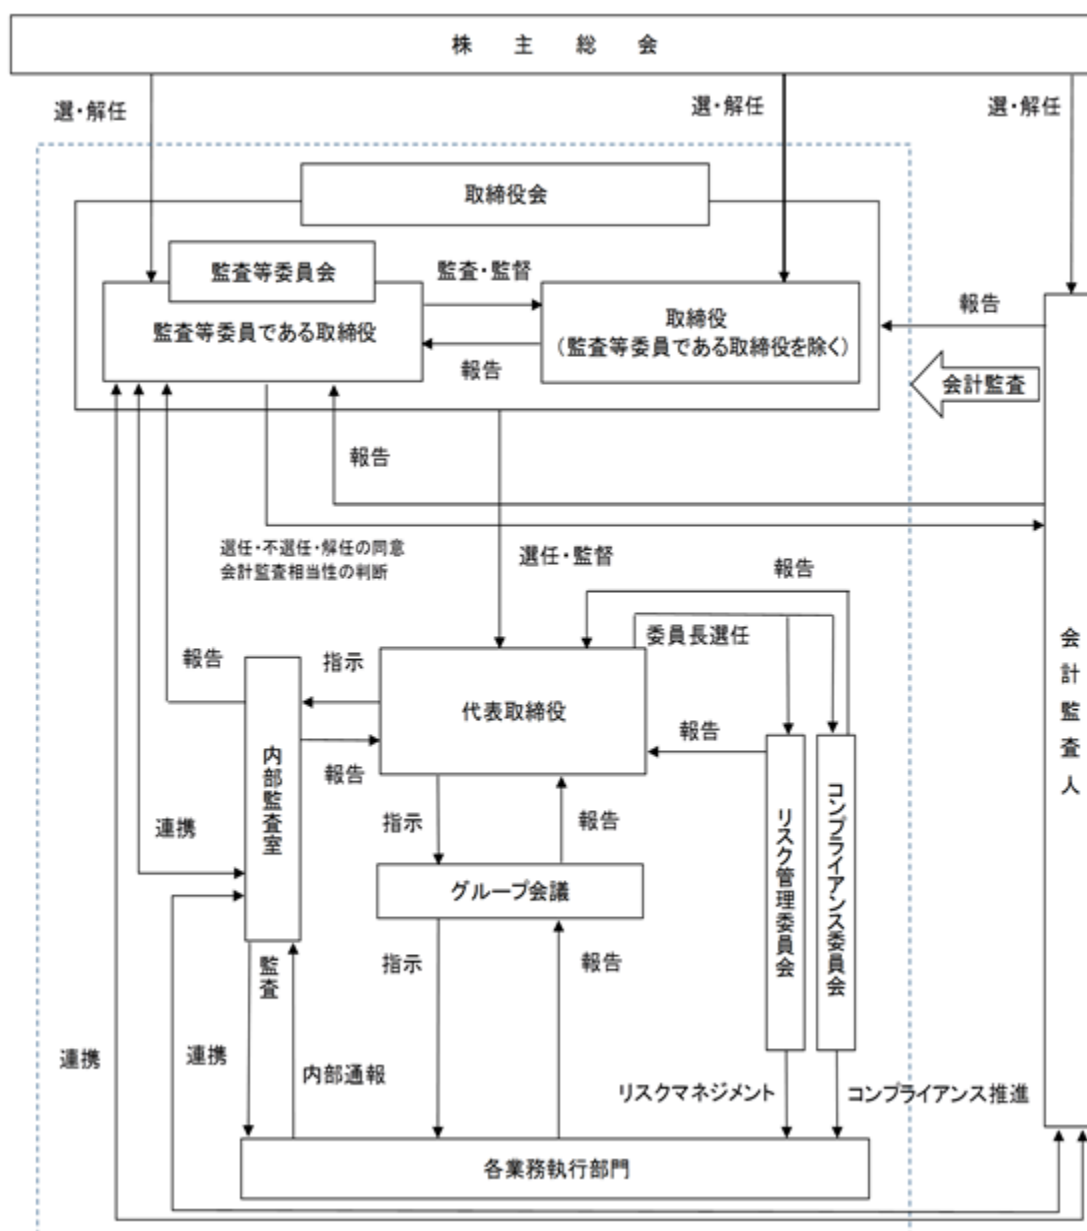 株主総会
選・解任
選・解任
選・解任
取締役会
監査等委員会
監査等委員である取締役
監査・監督
報告
取締役
(監査等委員である取締役を除く)
報告
会計監査
報告
選任・不選任・解任の同意
会計監査相当性の判断
選任・監督
報告
委員長選任
報告
指示
代表取締役
報告
報告
内部監査室
連携
指示
報告
グループ会議
リスク管理委員会
コンプライアンス委員会
会計監査人
監査
指示
報告
連携
連携
内部通報
リスクマネジメント
コンプライアンス推進
各業務執行部門